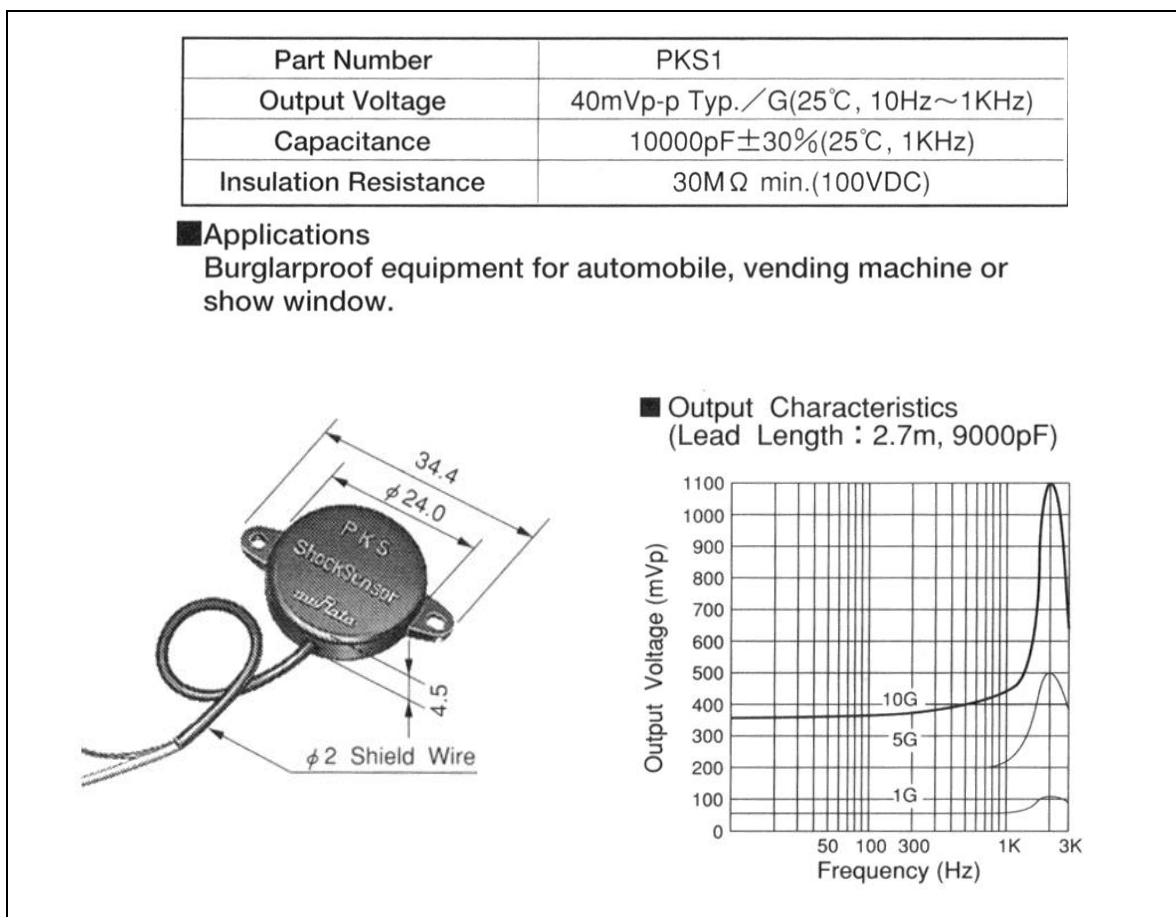 Part Number PKS1
Output Voltage 40mVp-p Typ./G(25℃, 10Hz~1KHz)
Capacitance 10000pF±30%(25℃, 1KHz)
Insulation Resistance 30MΩ min.(100VDC)
■Applications
Burglarproof equipment for automobile, vending machine or
show window.
34.4
φ24.0
PKS
ShockSensor
muRata
4.5
φ2 Shield Wire
■ Output Characteristics
(Lead Length : 2.7m, 9000pF)
Output Voltage (mVp)
1100
1000
900
800
700
600
500
400
300
200
100
0
10G
5G
1G
50 100 300 1K 3K
Frequency (Hz)